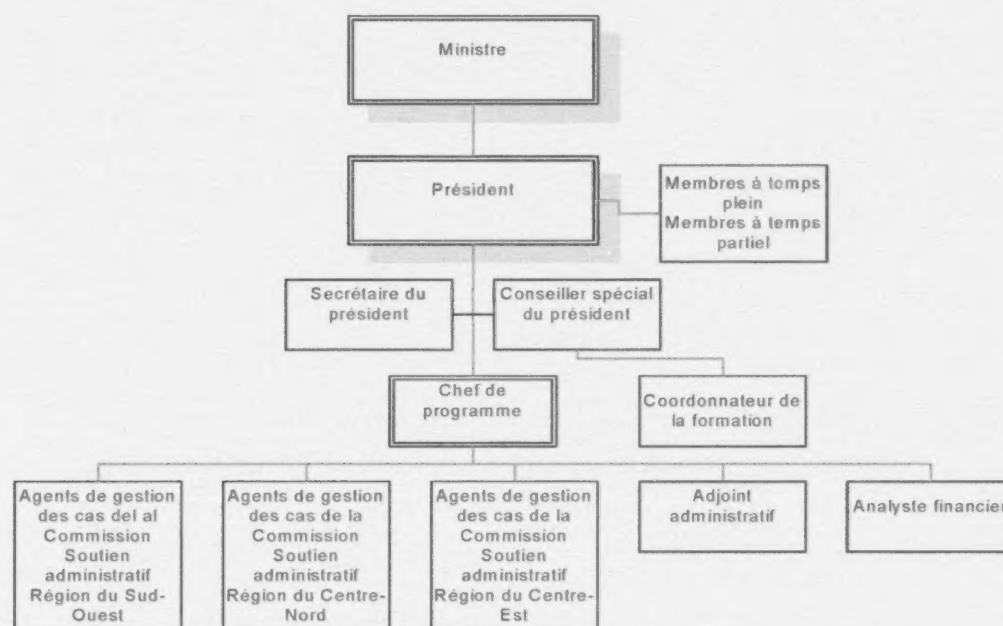 Ministre
Président
Membres à temps
plein
Membres à temps
partiel
Secrétaire du
président
Conseiller spécial
du président
Chef de
programme
Coordonnateur de
la formation
Agents de gestion
des cas del al
Commission
Soutien
administratif
Région du Sud-
Ouest
Agents de gestion
des cas de la
Commission
Soutien
administratif
Région du Centre-
Nord
Agents de gestion
des cas de la
Commission
Soutien
administratif
Région du Centre-
Est
Adjoint
administratif
Analyste financier